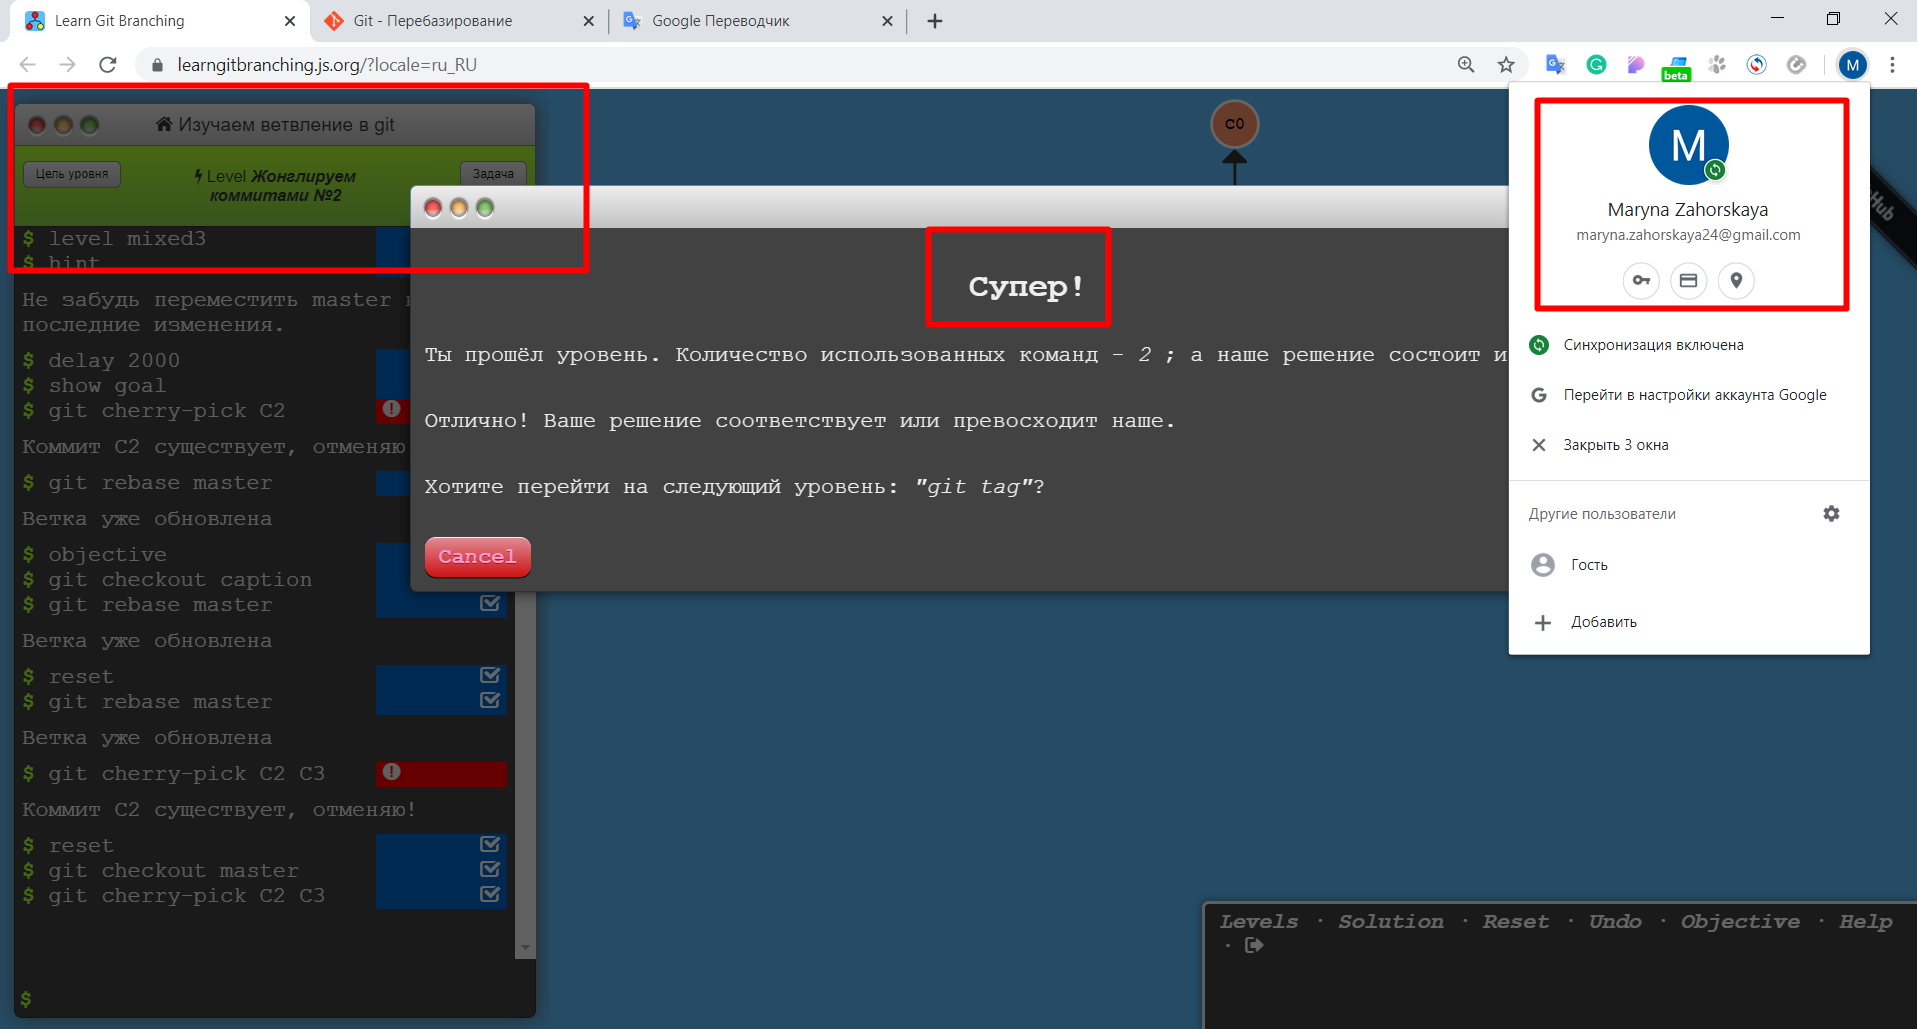 Learn Git Branching
Git - Перебазирование
Google Переводчик
learngitbranching.js.org/?locale=ru_RU
beta
M
Изучаем ветвление в git
Цель уровня
Level Жонглируем
коммитами №2
Задача
$ level mixed3
$ hint
Не забудь переместить master
последние изменения.
$ delay 2000
$ show goal
$ git cherry-pick C2
Коммит C2 существует, отменяю
$ git rebase master
Ветка уже обновлена
$ objective
$ git checkout caption
$ git rebase master
Ветка уже обновлена
$ reset
$ git rebase master
Ветка уже обновлена
$ git cherry-pick C2 C3
Коммит C2 существует, отменяю!
$ reset
$ git checkout master
$ git cherry-pick C2 C3
$
C0
Супер!
Ты прошёл уровень. Количество использованных команд - 2 ; а наше решение состоит и
Отлично! Ваше решение соответствует или превосходит наше.
Хотите перейти на следующий уровень: "git tag"?
Cancel
M
Maryna Zahorskaya
maryna.zahorskaya24@gmail.com
Синхронизация включена
Перейти в настройки аккаунта Google
Закрыть 3 окна
Другие пользователи
Гость
Добавить
Hub
Levels · Solution · Reset · Undo · Objective · Help
·